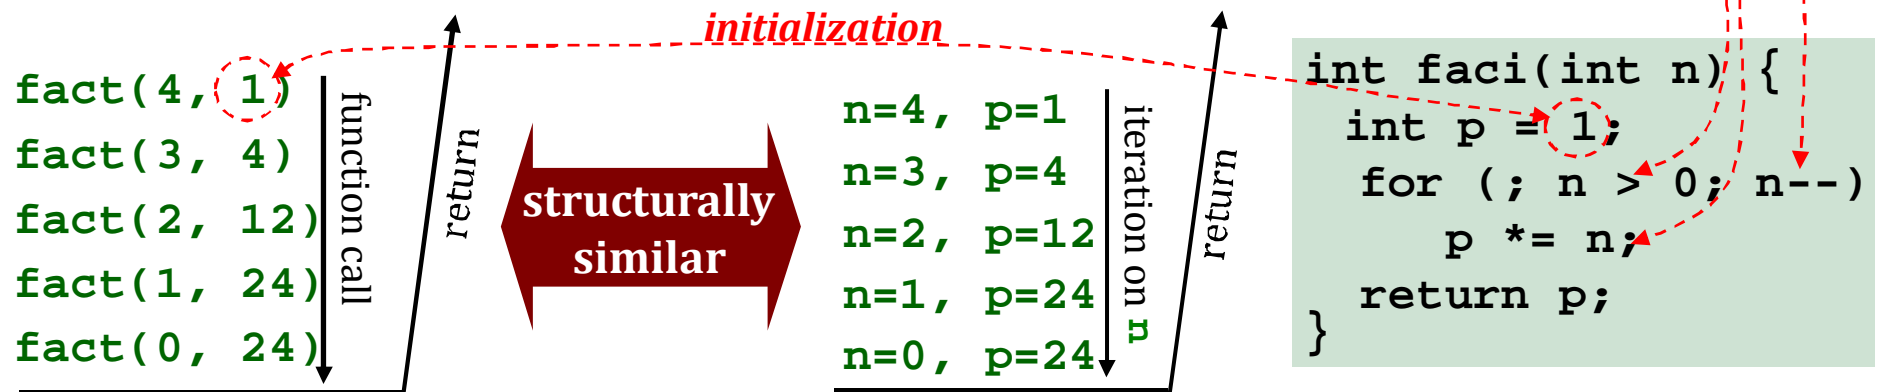 initialization
fact(4, 1)
fact(3, 4)
fact(2, 12)
fact(1, 24)
fact(0, 24)
function call
return
structurally
similar
n=4, p=1
n=3, p=4
n=2, p=12
n=1, p=24
n=0, p=24
iteration on n
return
int faci(int n) {
int p = 1;
for (; n > 0; n--)
p *= n;
return p;
}